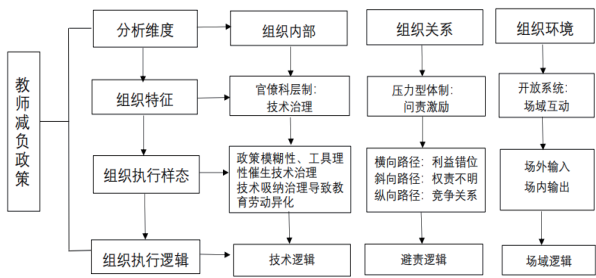 教师减负政策
分析维度
组织内部
组织关系
组织环境
组织特征
官僚科层制:
技术治理
压力型体制:
问责激励
开放系统:
场域互动
组织执行样态
政策模糊性、工具理
性催生技术治理
技术吸纳治理导致教
育劳动异化
横向路径: 利益错位
斜向路径: 权责不明
纵向路径: 竞争关系
场外输入
场内输出
组织执行逻辑
技术逻辑
避责逻辑
场域逻辑